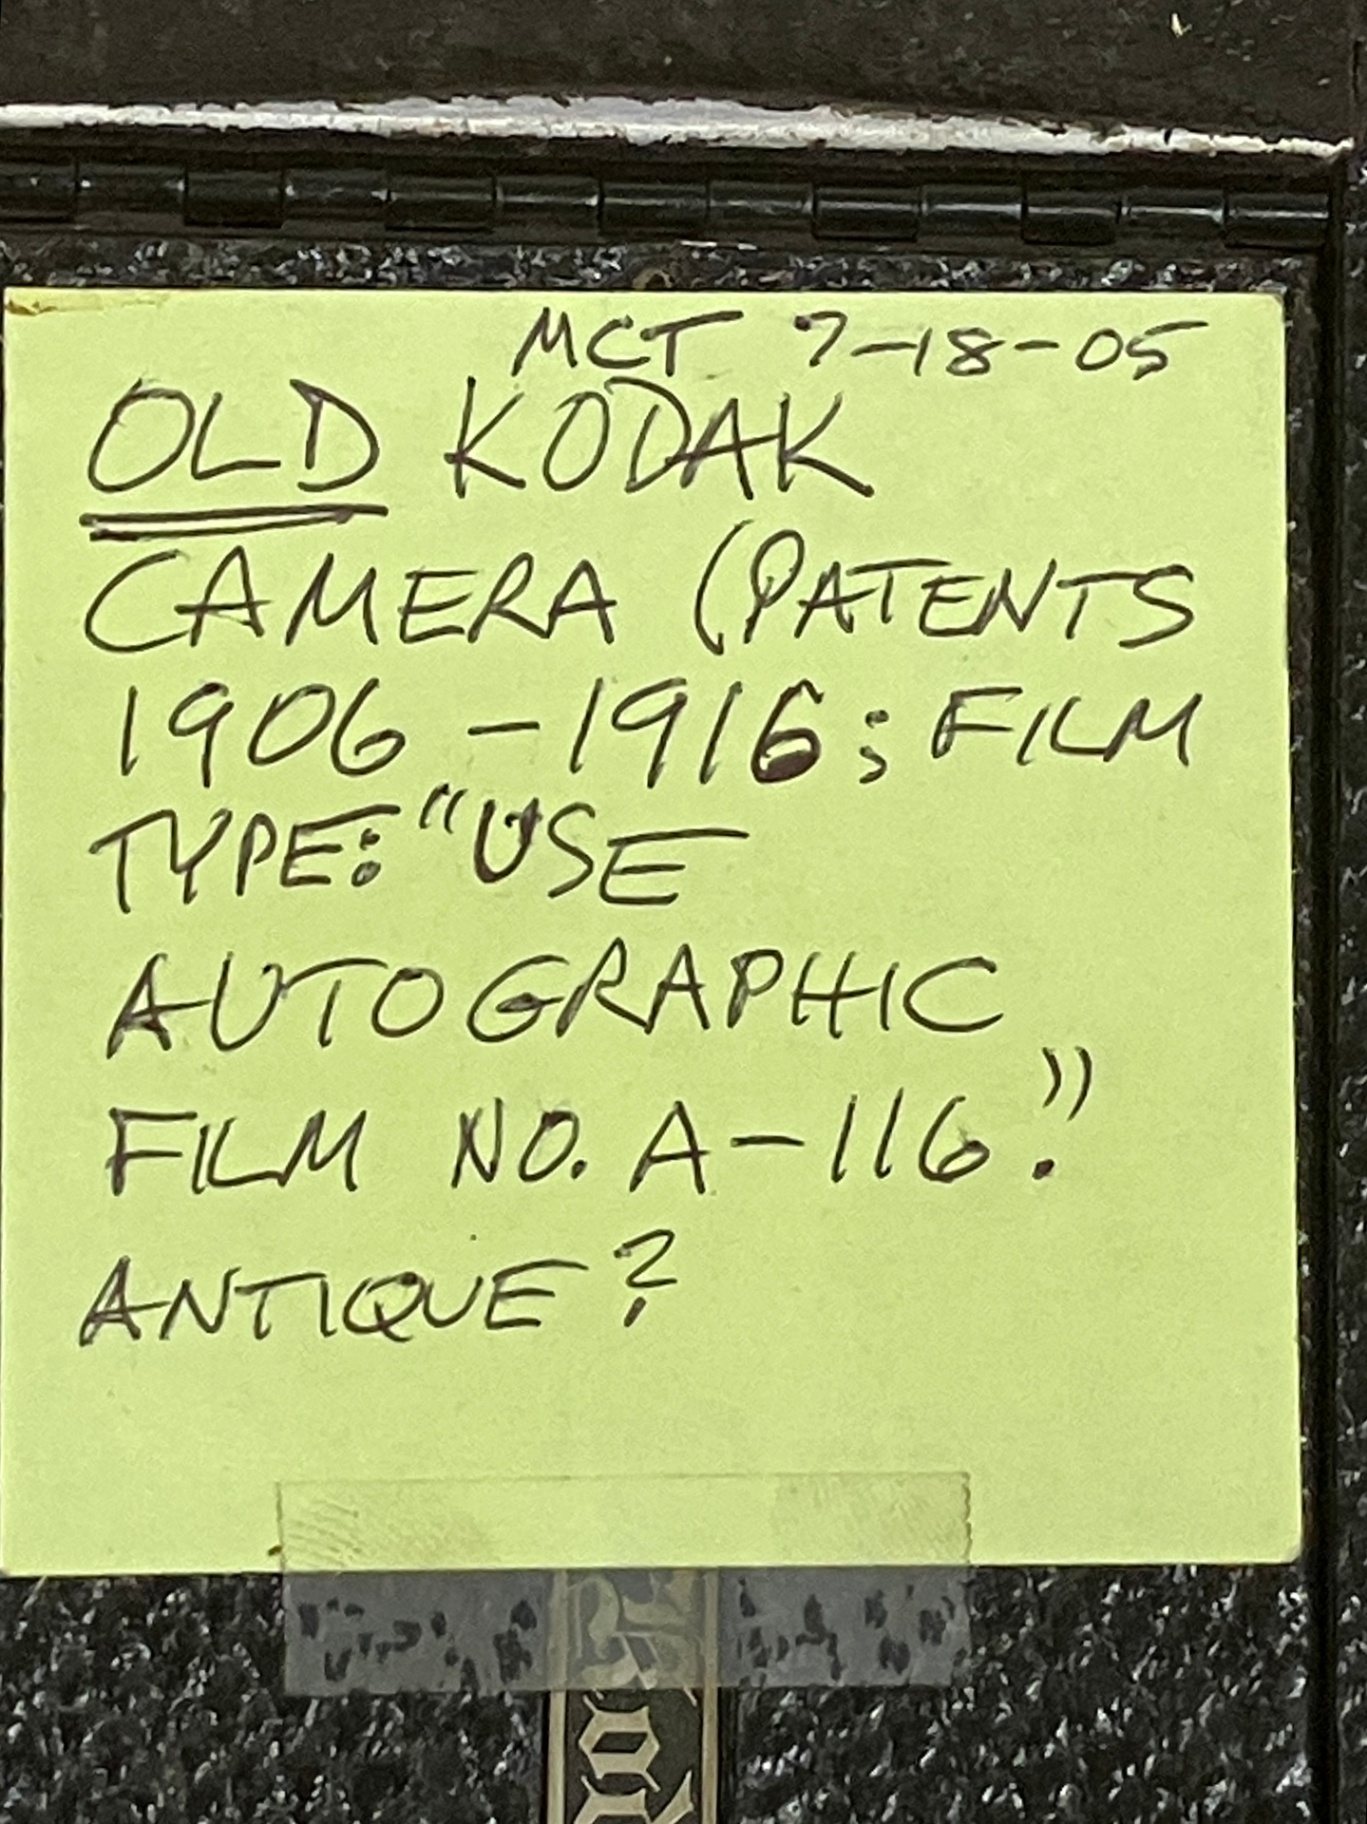 MCT 7-18-05
OLD KODAK
CAMERA (PATENTS
1906-1916; FILM
TYPE: "USE
AUTOGRAPHIC
FILM NO. A-116."
ANTIQUE?